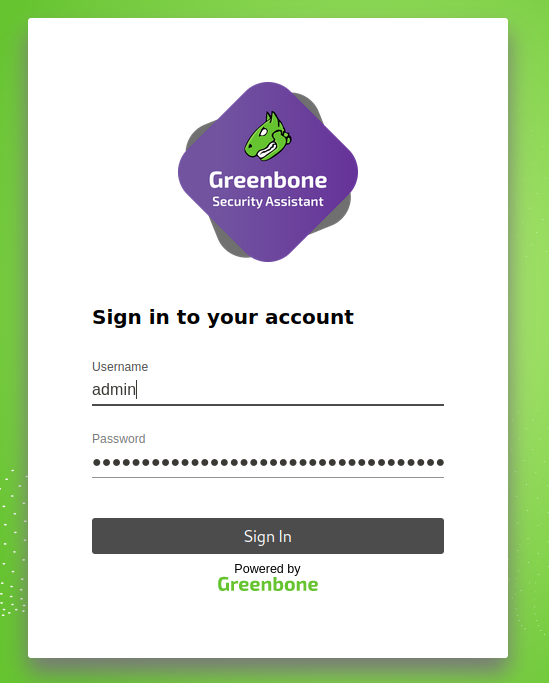 Greenbone
Security Assistant
Sign in to your account
Username
admin
Password
••••••••••••••••••••••••••••••••••••
Sign In
Powered by
Greenbone